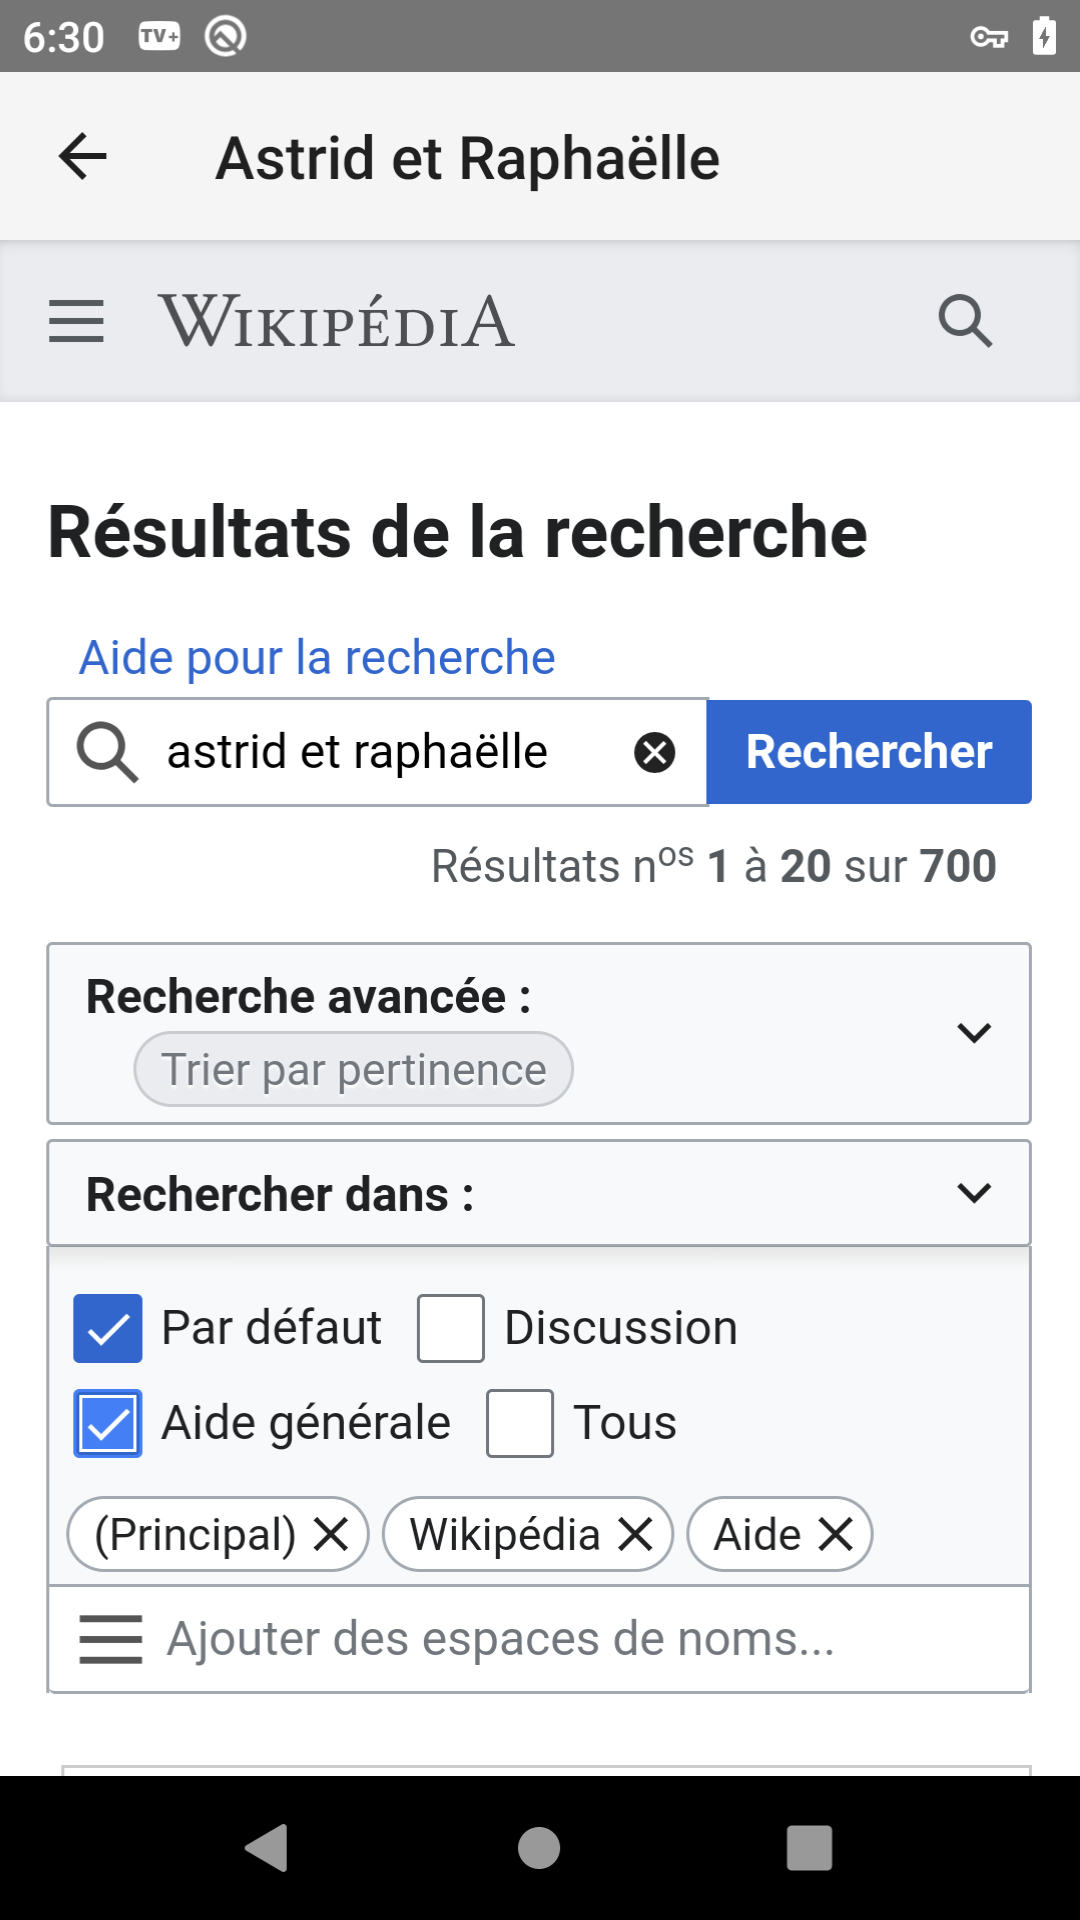 6:30 TV+
Astrid et Raphaëlle
WIKIPÉDIA
Résultats de la recherche
Aide pour la recherche
astrid et raphaëlle Rechercher
Résultats nos 1 à 20 sur 700
Recherche avancée :
Trier par pertinence
Rechercher dans :
Par défaut Discussion
Aide générale Tous
(Principal) Wikipédia Aide
Ajouter des espaces de noms...